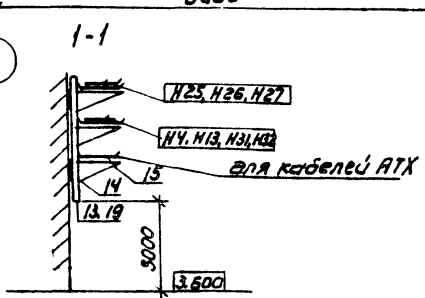 1-1
Н25, Н26, Н27
Н4, Н13, Н31, Н32
для кабелей АТХ
15
14
13, 19
3000
3.600